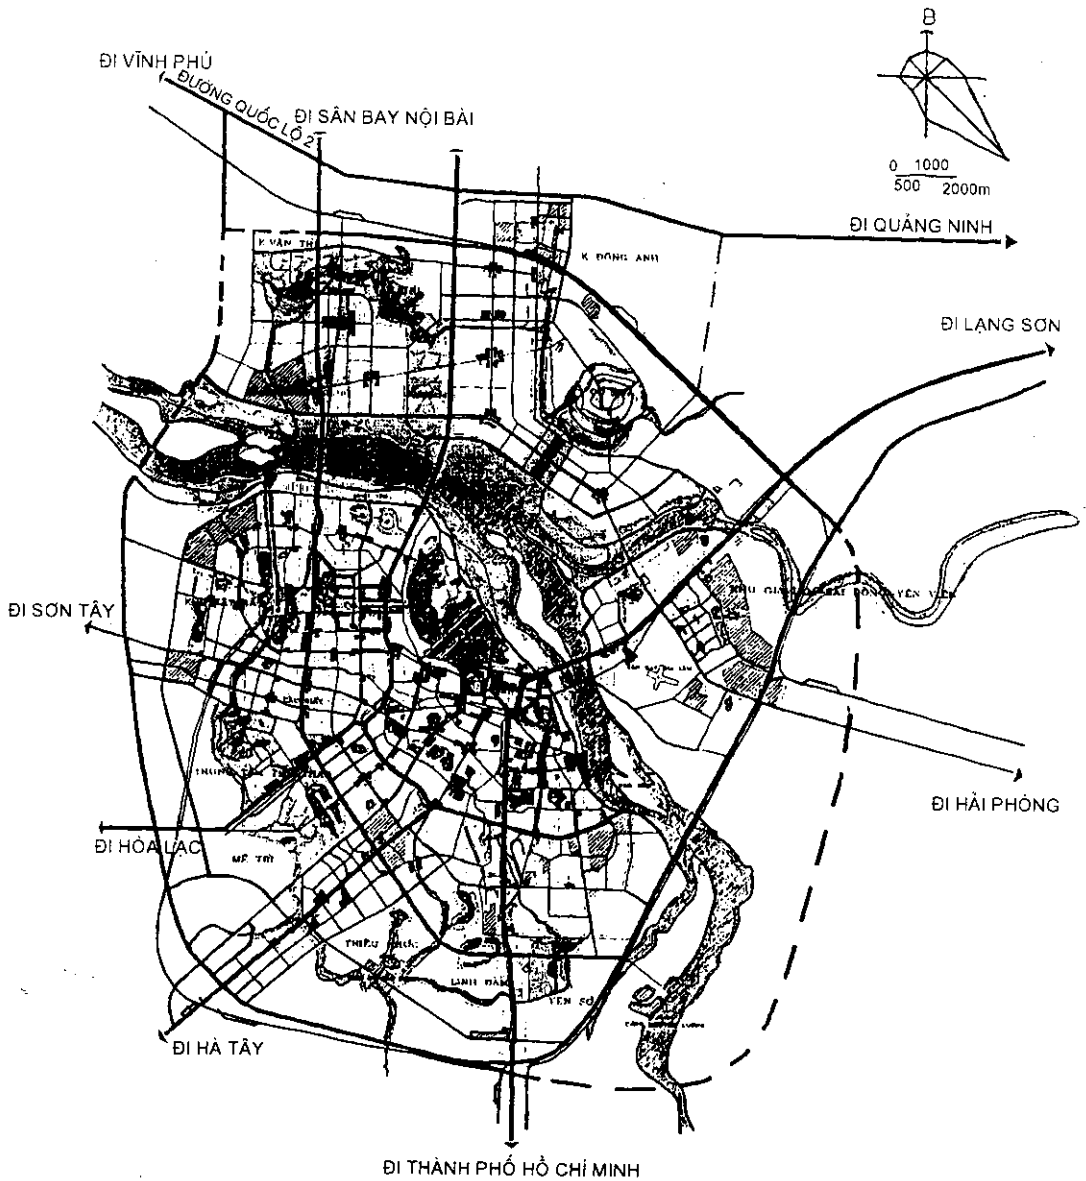 B
ĐI VĨNH PHÚ
ĐƯỜNG QUỐC LỘ 2
ĐI SÂN BAY NỘI BÀI
0 1000
500 2000m
ĐI QUẢNG NINH
K VÂN TRÌ
K ĐÔNG ANH
ĐI LẠNG SƠN
ĐI SƠN TÂY
ĐI HẢI PHÒNG
ĐI HÒA LẠC
MỄ TRÌ
LINH ĐÀM
YÊN SỞ
ĐI HÀ TÂY
ĐI THÀNH PHỐ HỒ CHÍ MINH